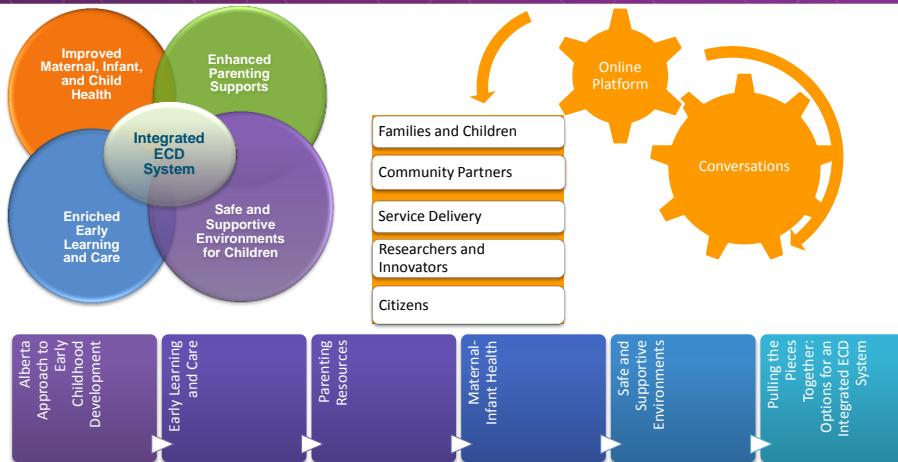 Improved
Maternal, Infant,
and Child
Health
Enhanced
Parenting
Supports
Integrated
ECD
System
Enriched
Early
Learning
and Care
Safe and
Supportive
Environments
for Children
Online
Platform
Conversations
Families and Children
Community Partners
Service Delivery
Researchers and
Innovators
Citizens
Alberta
Approach to
Early
Childhood
Development
Early Learning
and Care
Parenting
Resources
Maternal-
Infant Health
Safe and
Supportive
Environments
Pulling the
Pieces
Together:
Options for an
Integrated ECD
System